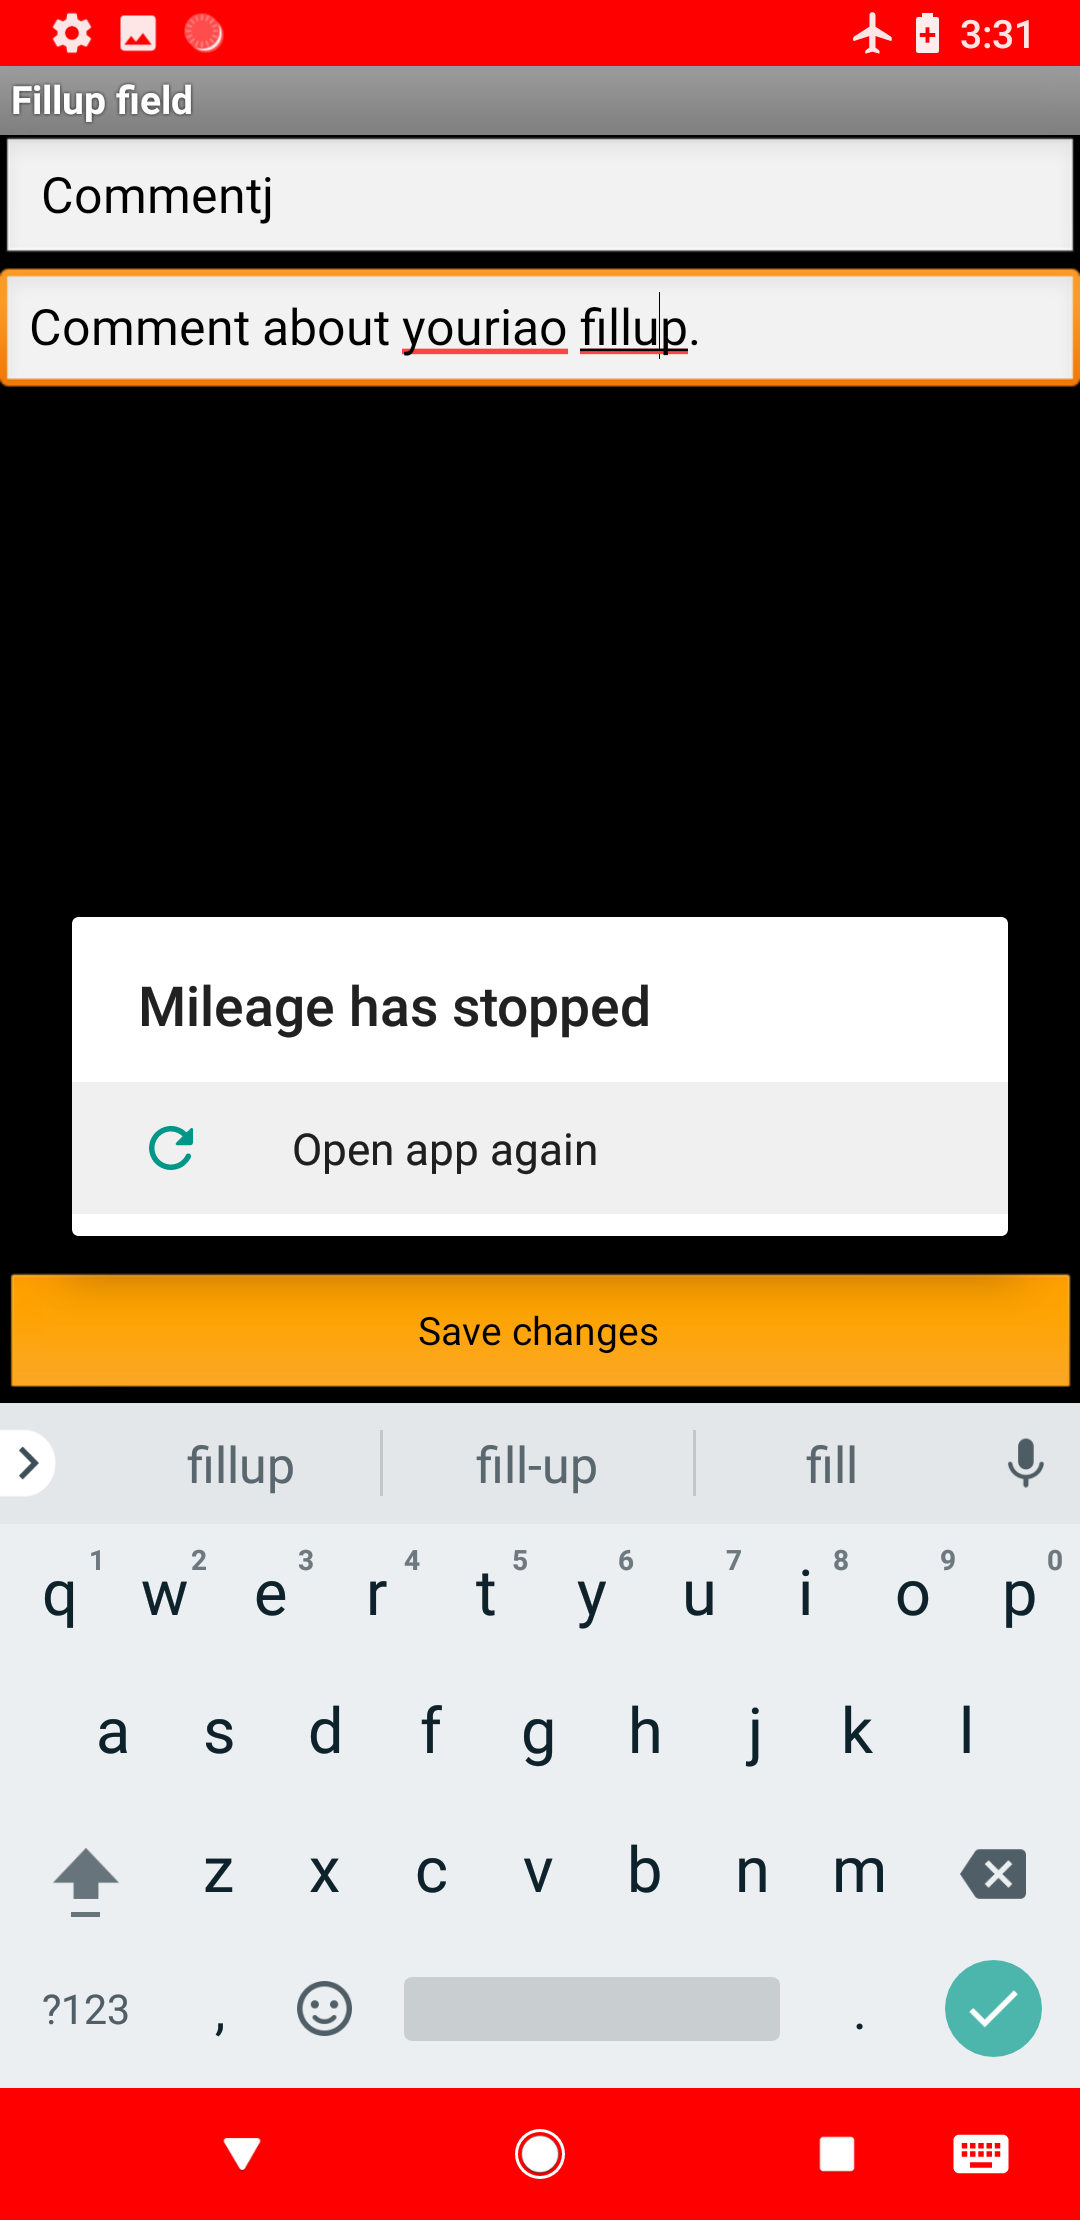 3:31
Fillup field
Commentj
Comment about youriao fillup.
Mileage has stopped
Open app again
Save changes
fillup fill-up fill
1 2 3 4 5 6 7 8 9 0
q w e r t y u i o p
a s d f g h j k l
z x c v b n m
?123 , .